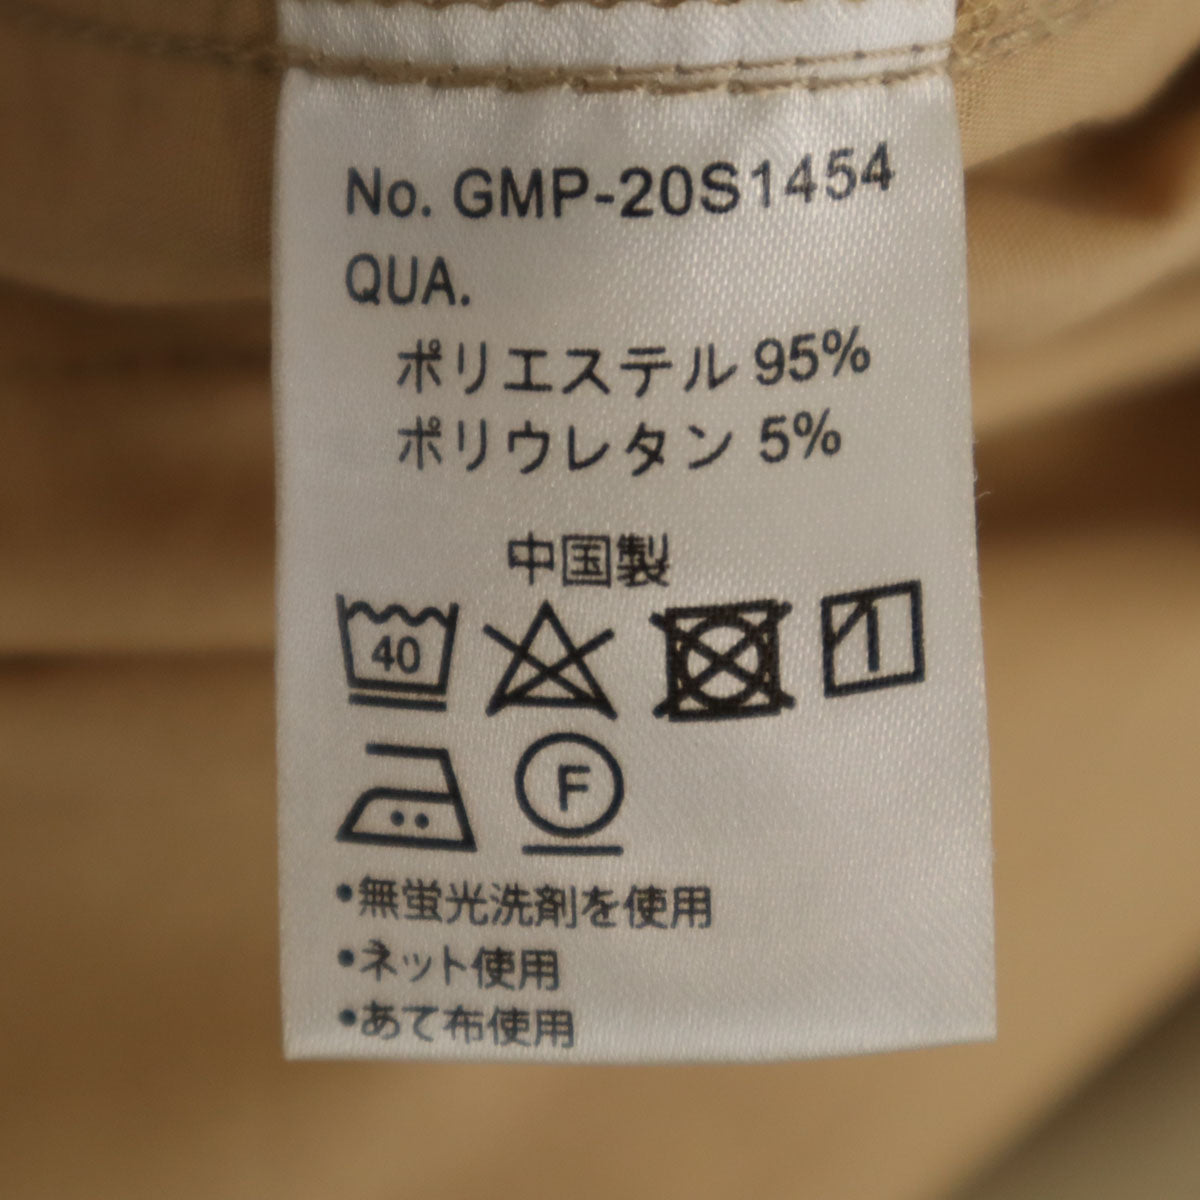 No. GMP-20S1454
QUA.
ポリエステル 95%
ポリウレタン 5%
中国製
40
F
•無蛍光洗剤を使用
•ネット使用
•あて布使用